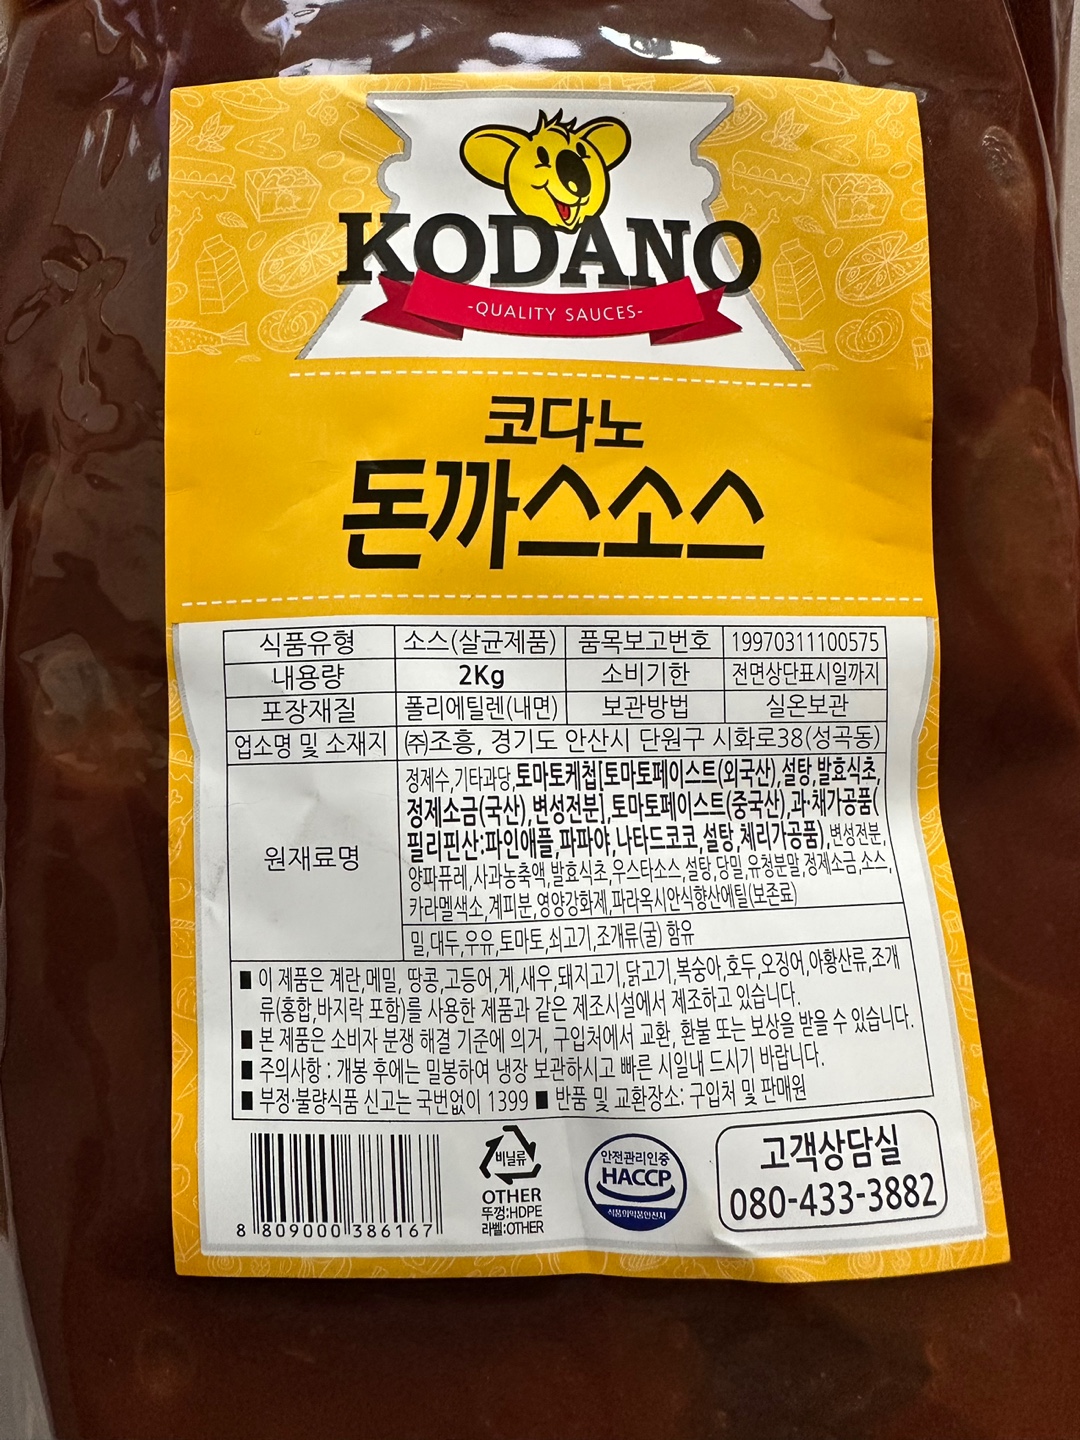 KODANO
-QUALITY SAUCES-
코다노
돈까스소스
식품유형 소스(살균제품) 품목보고번호 19970311100575
내용량 2Kg 소비기한 전면상단표시일까지
포장재질 폴리에틸렌(내면) 보관방법 실온보관
업소명 및 소재지 ㈜조흥, 경기도 안산시 단원구 시화로38(성곡동)
원재료명
정제수,기타과당,토마토케첩[토마토페이스트(외국산),설탕,발효식초,
정제소금(국산),변성전분],토마토페이스트(중국산),과·채가공품(
필리핀산:파인애플,파파야,나타드코코,설탕,체리가공품),변성전분,
양파퓨레,사과농축액,발효식초,우스타소스,설탕,당밀,유청분말,정제소금,소스,
카라멜색소,계피분,영양강화제,파라옥시안식향산에틸(보존료)
밀,대두,우유,토마토,쇠고기,조개류(굴) 함유
■ 이 제품은 계란,메밀, 땅콩,고등어,게,새우,돼지고기,닭고기,복숭아,호두,오징어,아황산류,조개
류(홍합,바지락 포함)를 사용한 제품과 같은 제조시설에서 제조하고 있습니다.
■ 본 제품은 소비자 분쟁 해결 기준에 의거, 구입처에서 교환, 환불 또는 보상을 받을 수 있습니다.
■ 주의사항 : 개봉 후에는 밀봉하여 냉장 보관하시고 빠른 시일내 드시기 바랍니다.
■ 부정·불량식품 신고는 국번없이 1399 ■ 반품 및 교환장소: 구입처 및 판매원
8 809000 386167
비닐류
OTHER
뚜껑:HDPE
라벨:OTHER
안전관리인증
HACCP
식품의약품안전처
고객상담실
080-433-3882